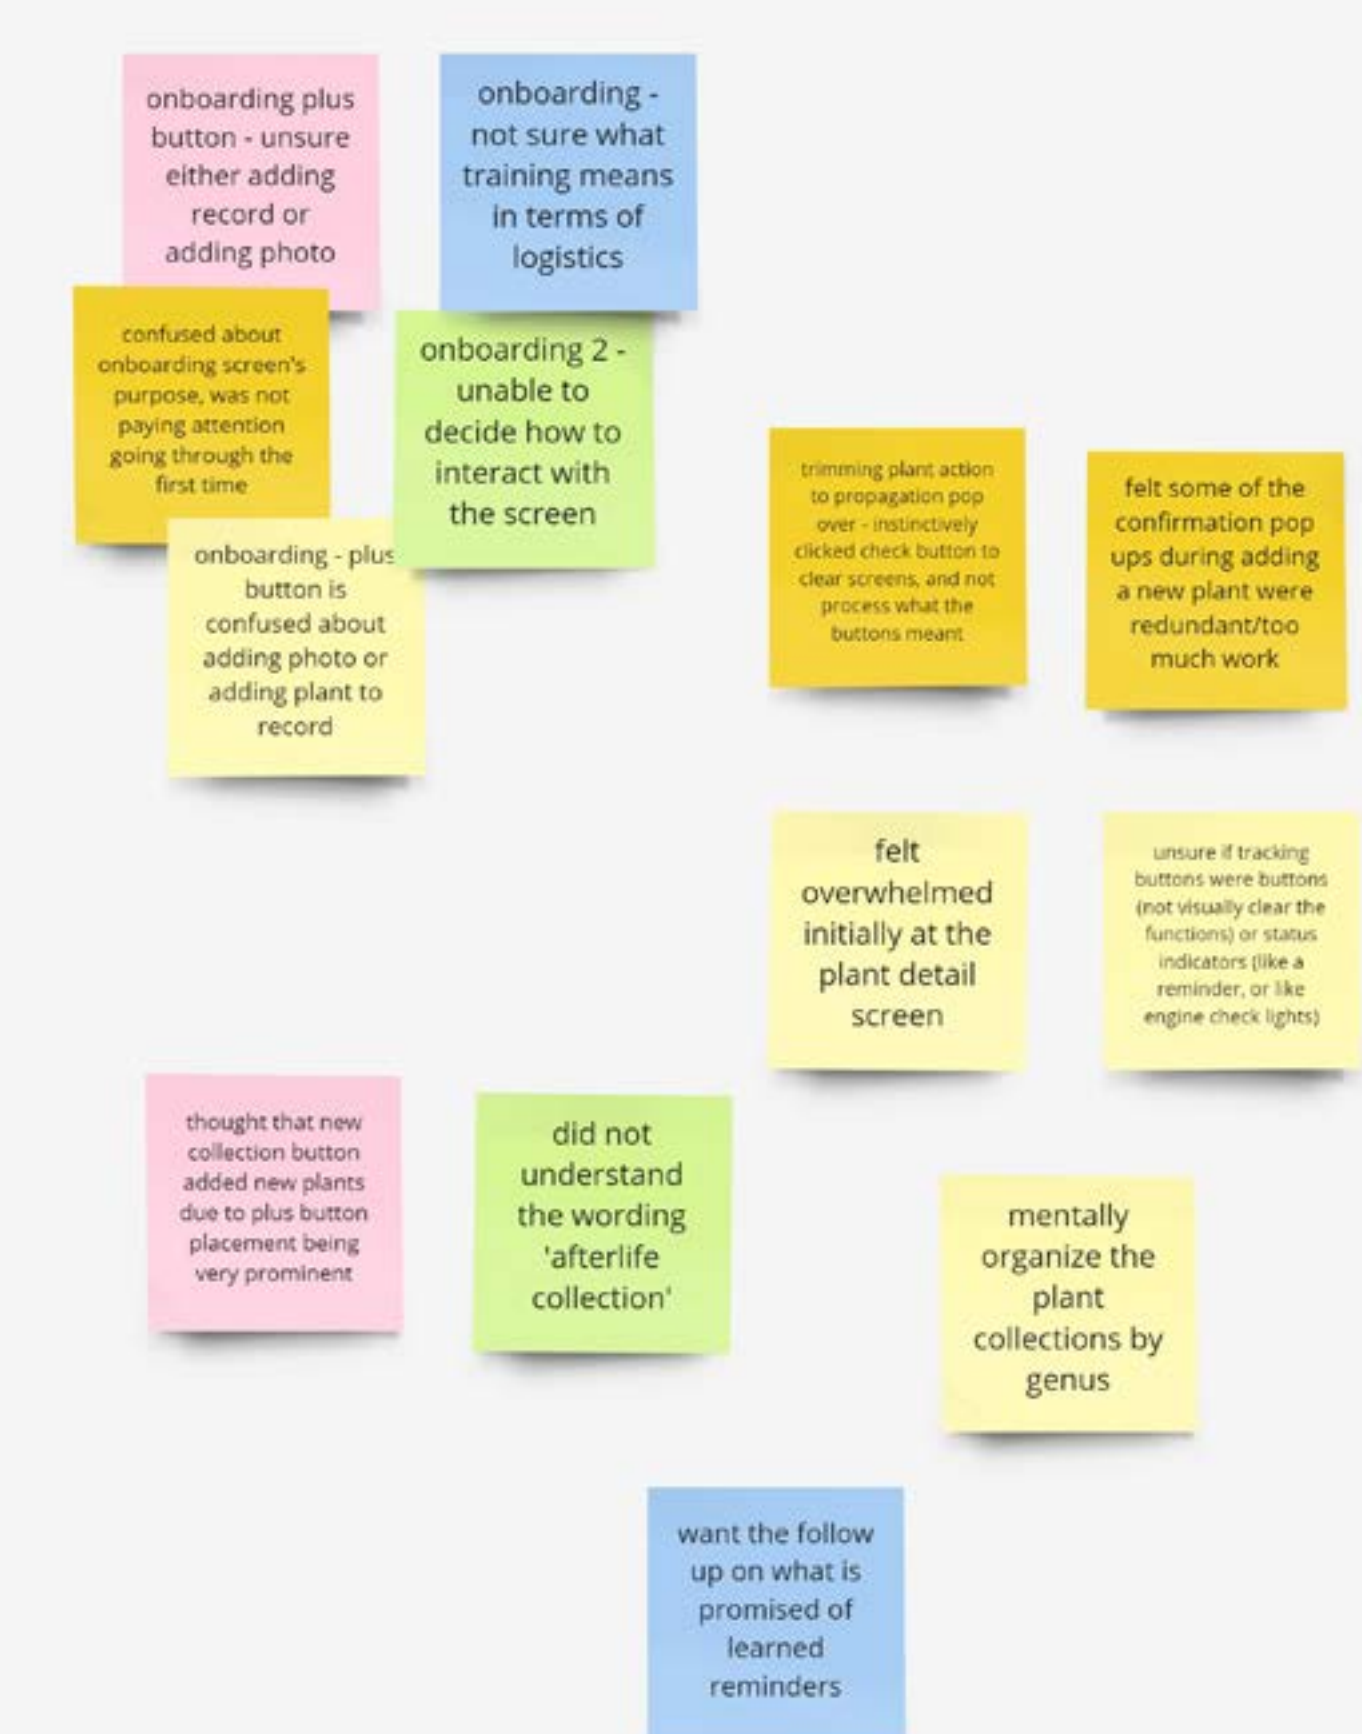 onboarding plus
button - unsure
either adding
record or
adding photo
onboarding -
not sure what
training means
in terms of
logistics
confused about
onboarding screen's
purpose, was not
paying attention
going through the
first time
onboarding 2 -
unable to
decide how to
interact with
the screen
onboarding - plus
button is
confused about
adding photo or
adding plant to
record
trimming plant action
to propagation pop
over - instinctively
clicked check button to
clear screens, and not
process what the
buttons meant
felt some of the
confirmation pop
ups during adding
a new plant were
redundant/too
much work
felt
overwhelmed
initially at the
plant detail
screen
unsure if tracking
buttons were buttons
(not visually clear the
functions) or status
indicators (like a
reminder, or like
engine check lights)
thought that new
collection button
added new plants
due to plus button
placement being
very prominent
did not
understand
the wording
'afterlife
collection'
mentally
organize the
plant
collections by
genus
want the follow
up on what is
promised of
learned
reminders